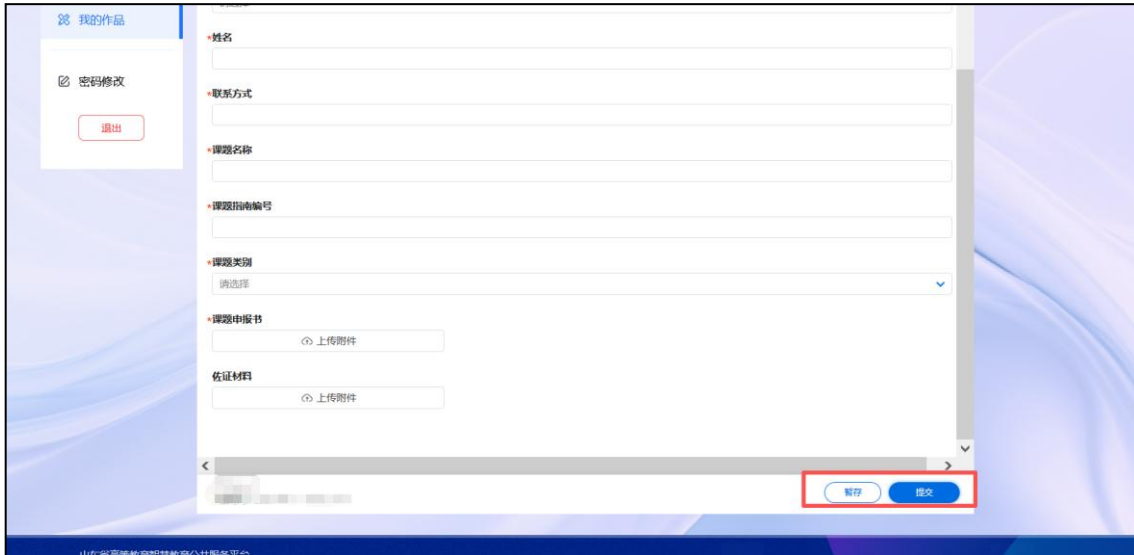 我的作品
密码修改
退出
*姓名
*联系方式
*课题名称
*课题指南编号
*课题类别
请选择
*课题申报书
上传附件
佐证材料
上传附件
暂存
提交
山东省高等教育智慧教育公共服务平台